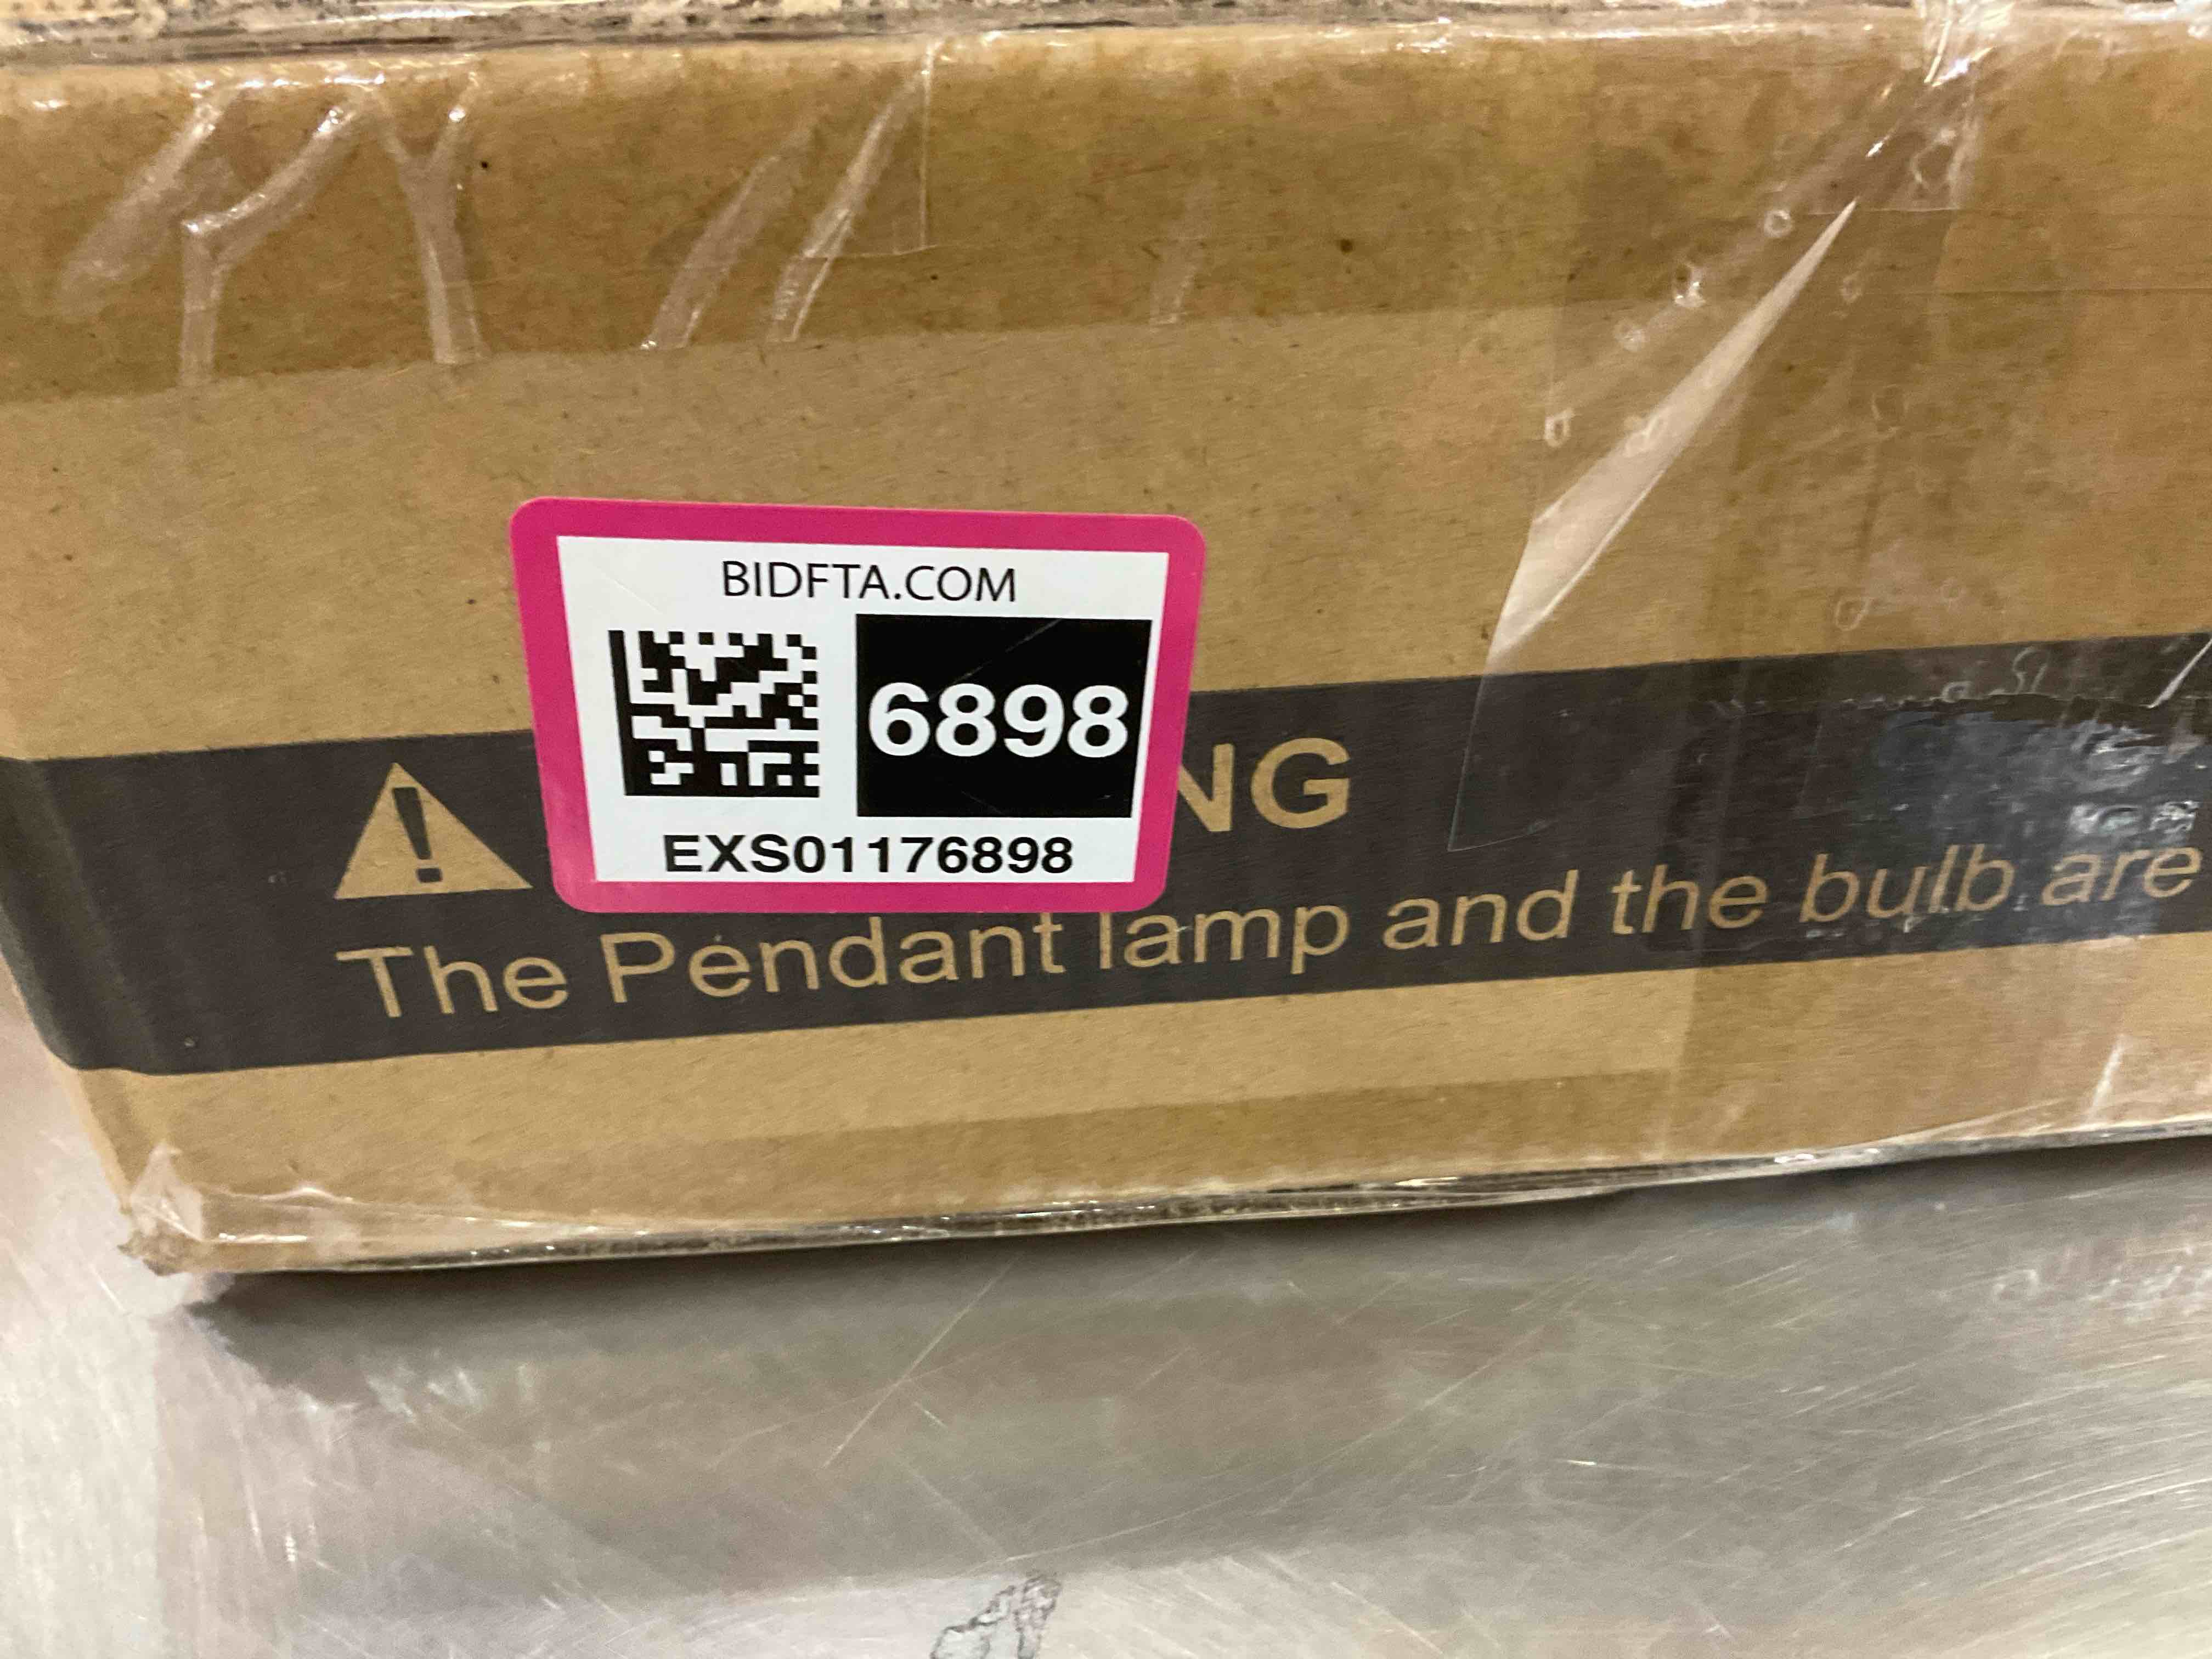 BIDFTA.COM
6898
EXS01176898
NG
The Pendant lamp and the bulb are